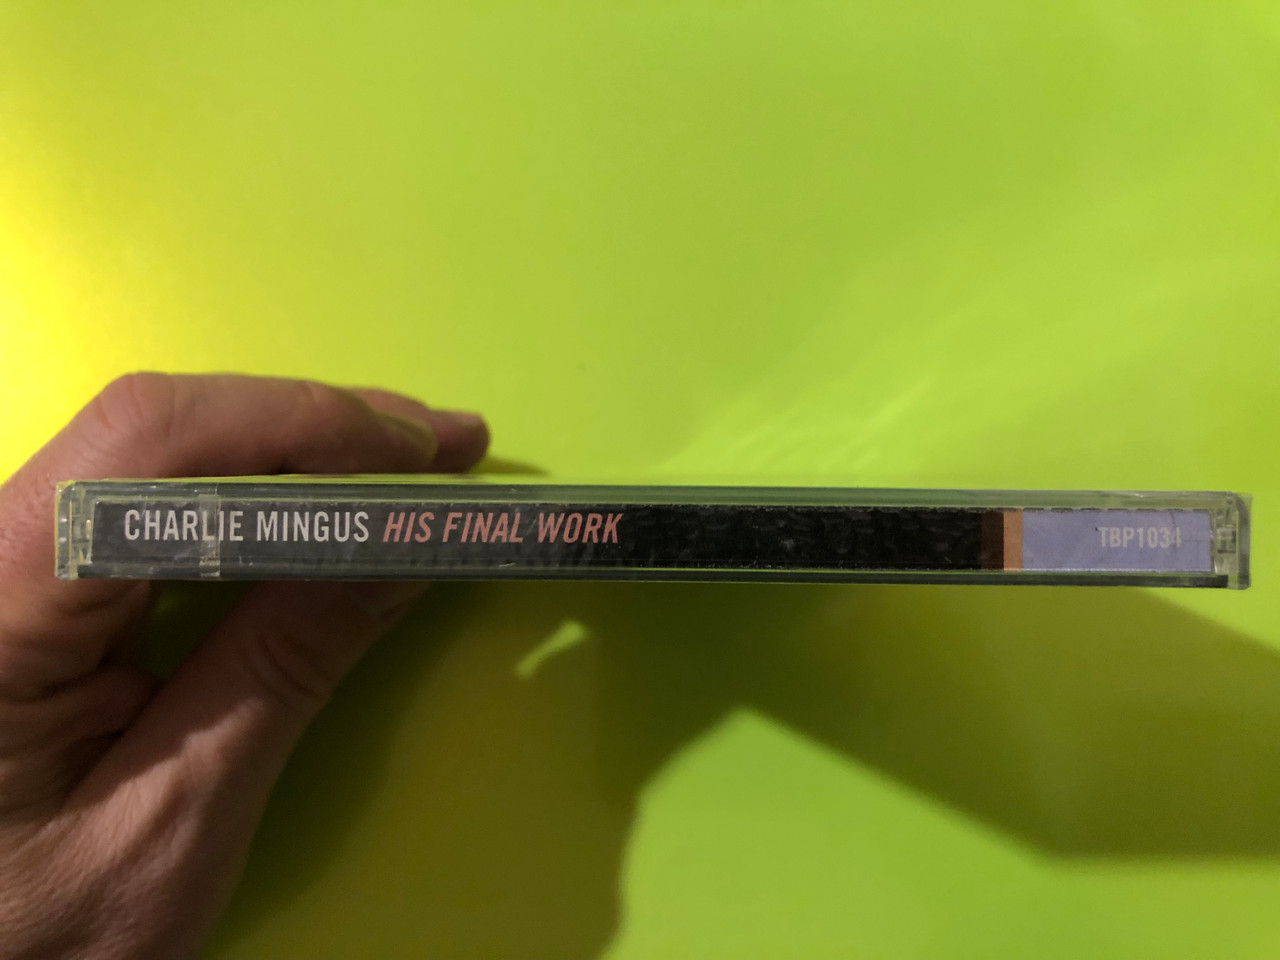 CHARLIE MINGUS HIS FINAL WORK TBP1034